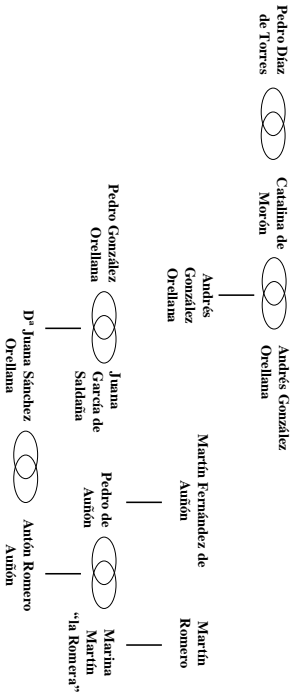 Pedro Díaz
de Torres
Catalina de
Morón
Andrés González
Orellana
Andrés
González
Orellana
Martín Fernández de
Auñón
Martín
Romero
Pedro González
Orellana
Juana
García de
Saldaña
Pedro de
Auñón
Marina
Martín
“la Romera”
Dª Juana Sánchez
Orellana
Antón Romero
Auñón